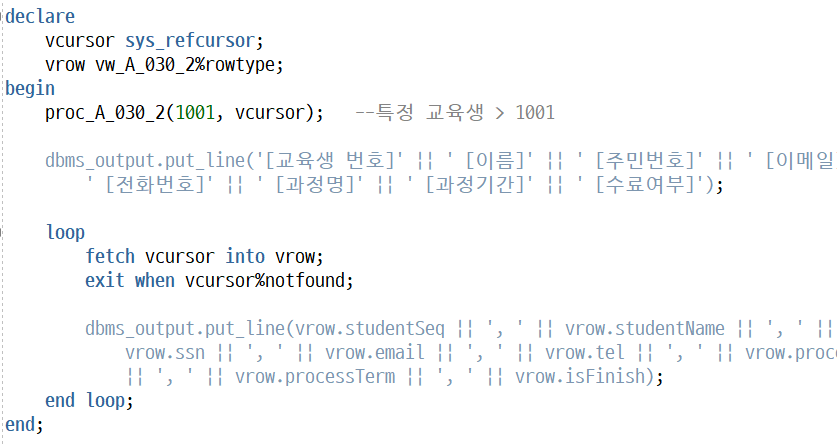 declare
    vcursor sys_refcursor;
    vrow vw_A_030_2%rowtype;
begin
    proc_A_030_2(1001, vcursor);   --특정 교육생 > 1001
    dbms_output.put_line('[교육생 번호]' || ' [이름]' || ' [주민번호]' || ' [이메일
        ' [전화번호]' || ' [과정명]' || ' [과정기간]' || ' [수료여부]');
    loop
        fetch vcursor into vrow;
        exit when vcursor%notfound;
        dbms_output.put_line(vrow.studentSeq || ', ' || vrow.studentName || ', ' ||
            vrow.ssn || ', ' || vrow.email || ', ' || vrow.tel || ', ' || vrow.proc
            || ', ' || vrow.processTerm || ', ' || vrow.isFinish);
    end loop;
end;